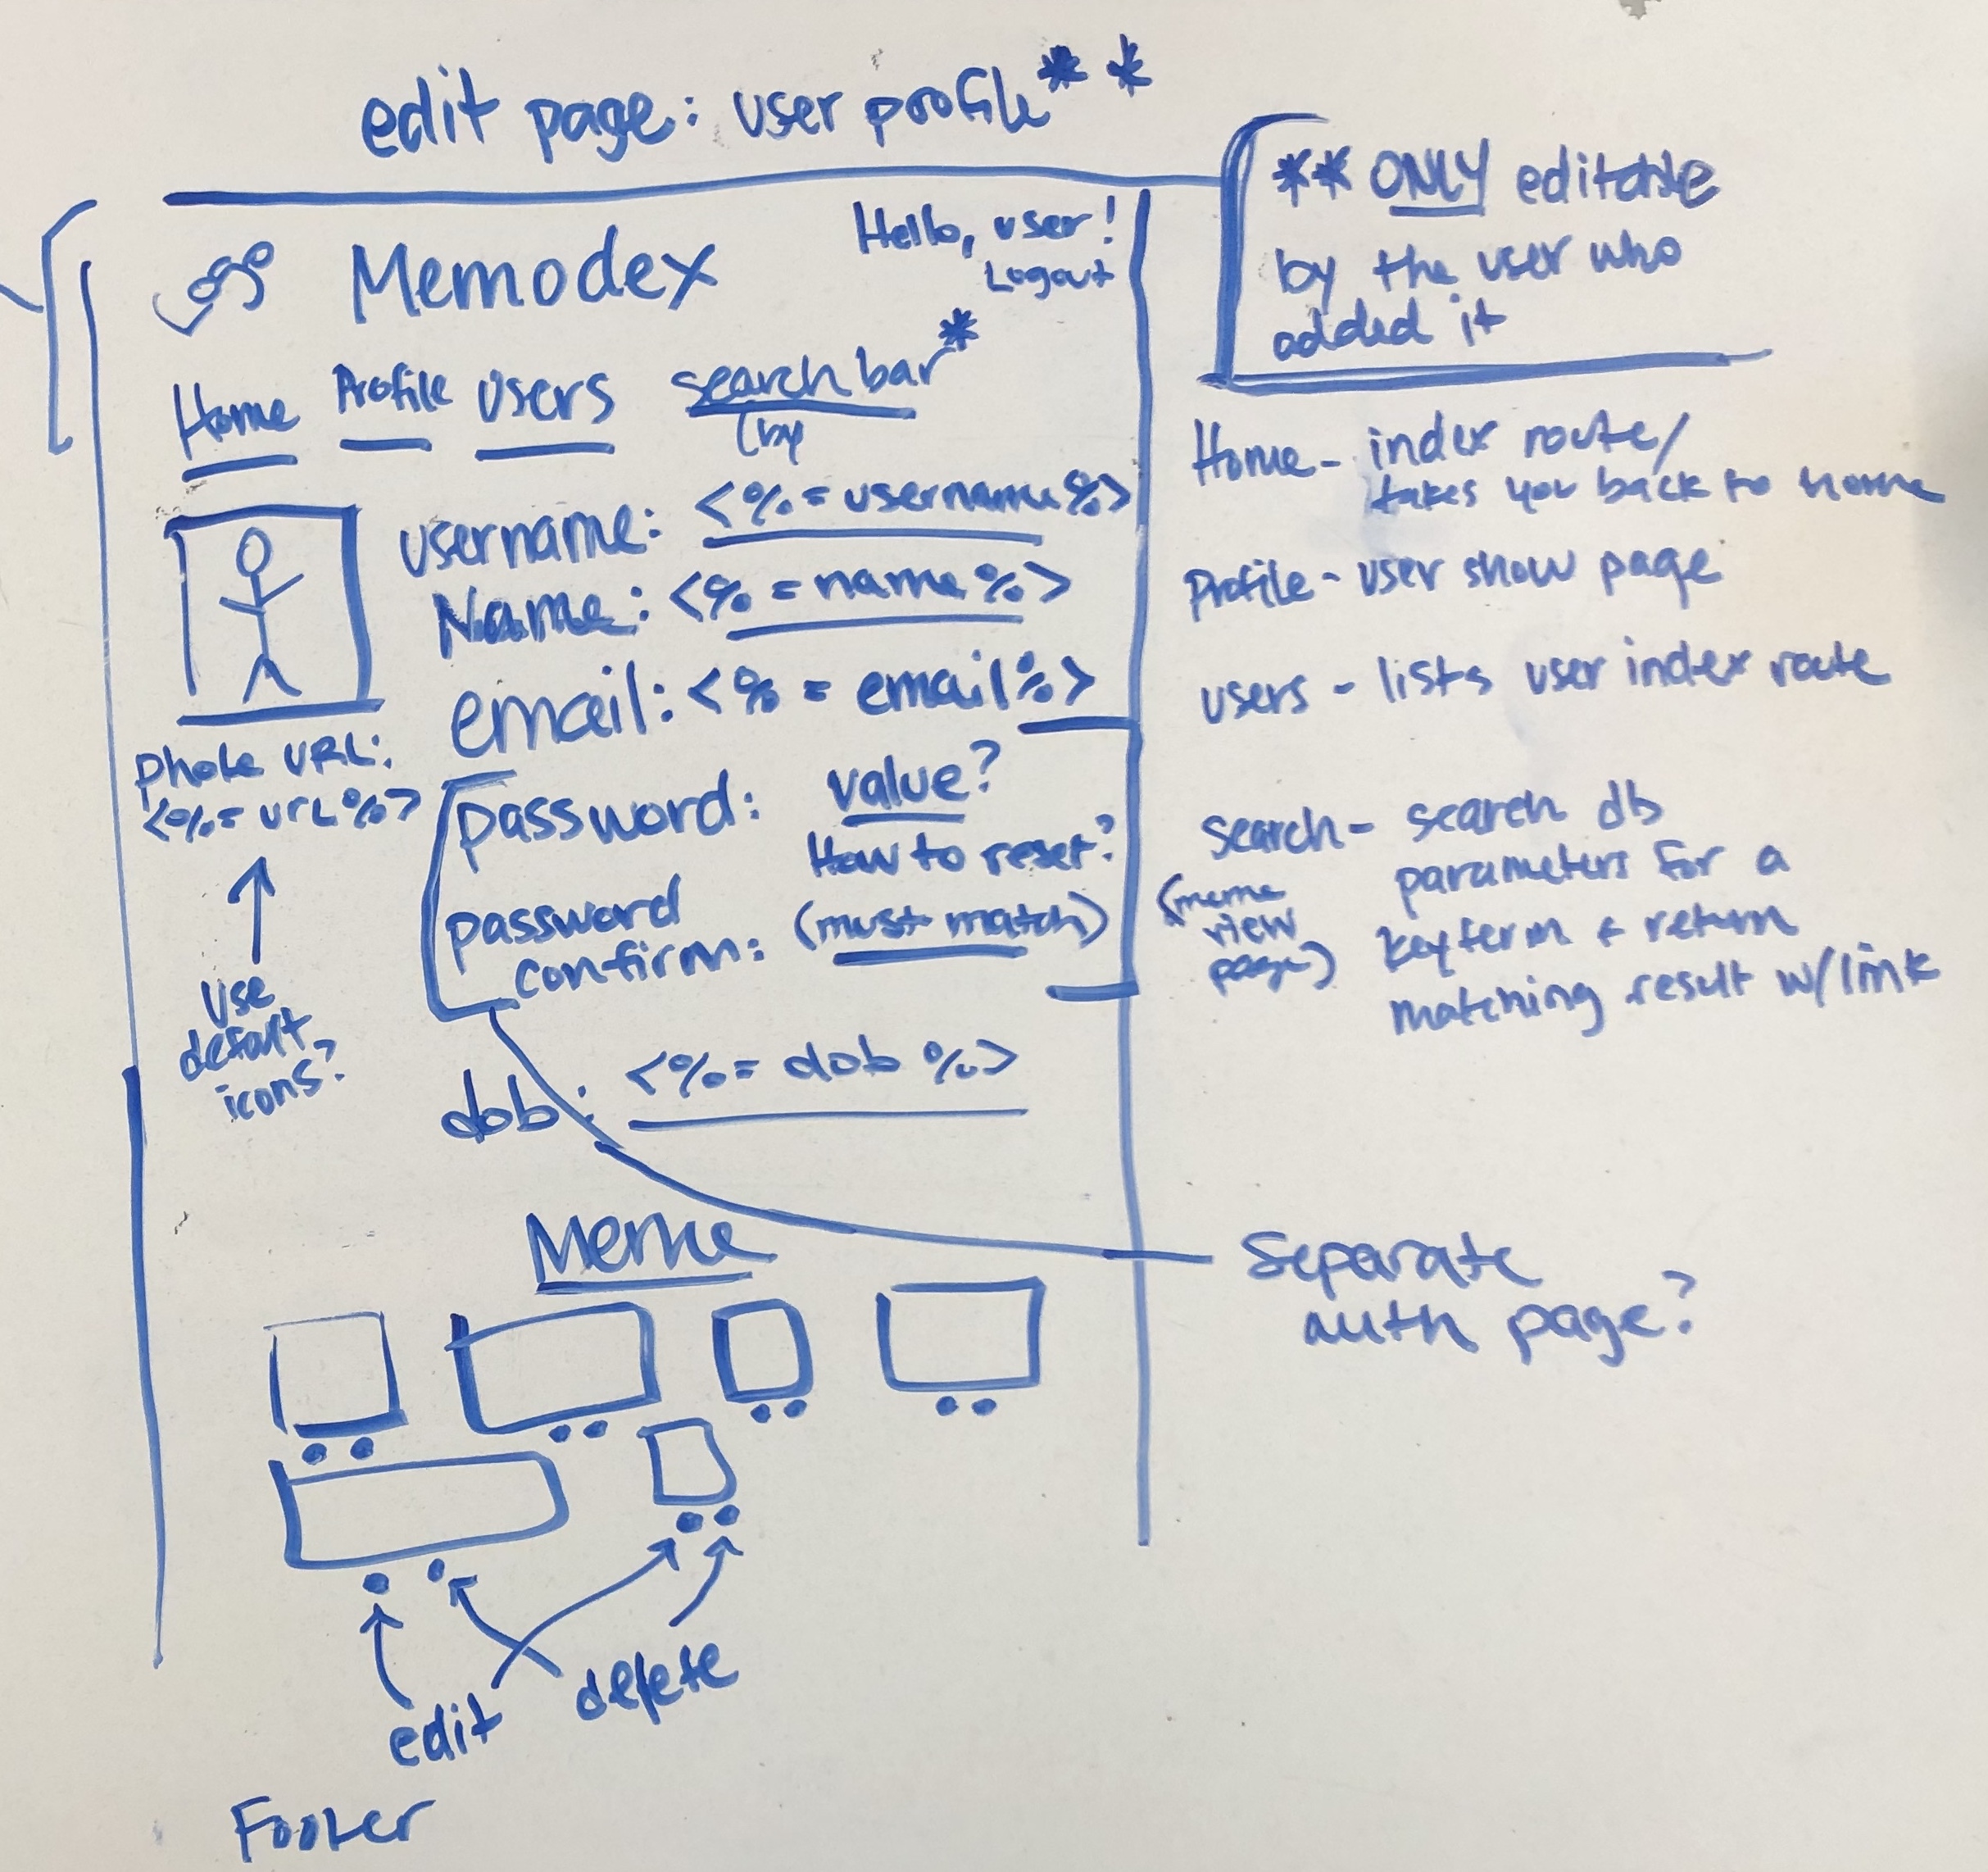 edit page: user profile**
** ONLY editable
by the user who
added it
Memodex
Hello, user!
Logout
Home Profile Users search bar*
(by
username: <%= username%>
Name: <%= name%>
email: <%= email%>
Photo URL:
<%= url%>
password: value?
How to reset?
password
confirm: (must match)
Use
default
icons?
dob: <%= dob %>
Meme
edit
delete
Footer
Home - index route/
takes you back to home
Profile - user show page
users - lists user index route
search - search db
parameters for a
keyterm + return
matching result w/link
(meme
view
page)
Separate
auth page?